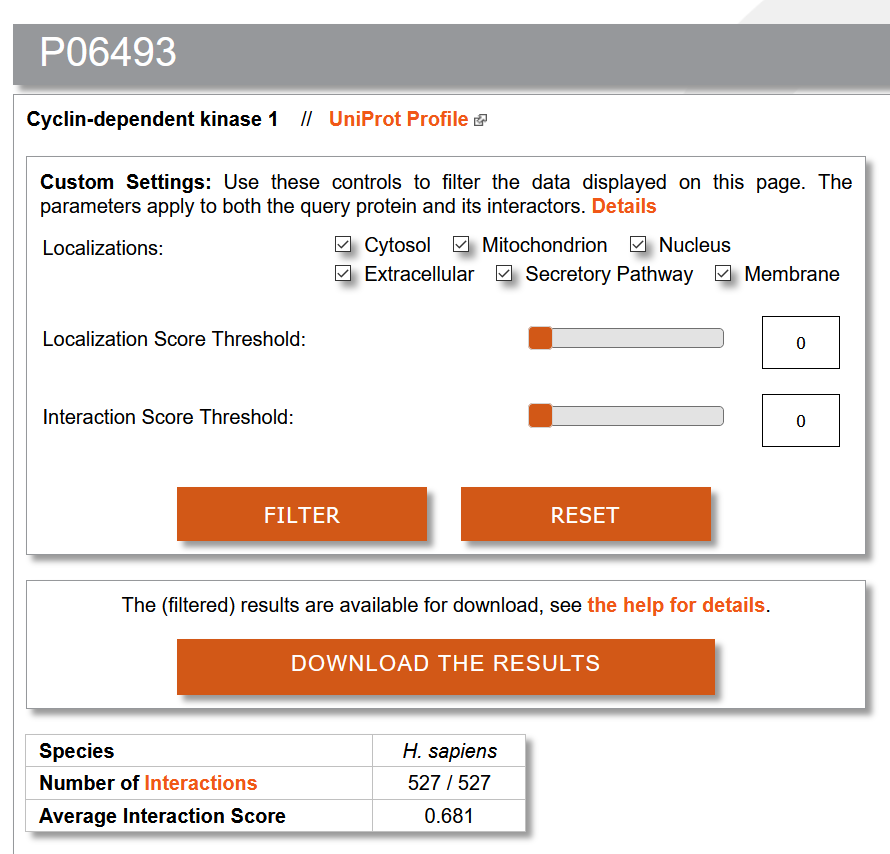 P06493
Cyclin-dependent kinase 1 // UniProt Profile
Custom Settings: Use these controls to filter the data displayed on this page. The
parameters apply to both the query protein and its interactors. Details
Localizations:
Cytosol Mitochondrion Nucleus
Extracellular Secretory Pathway Membrane
Localization Score Threshold: 0
Interaction Score Threshold: 0
FILTER RESET
The (filtered) results are available for download, see the help for details.
DOWNLOAD THE RESULTS
Species H. sapiens
Number of Interactions 527 / 527
Average Interaction Score 0.681